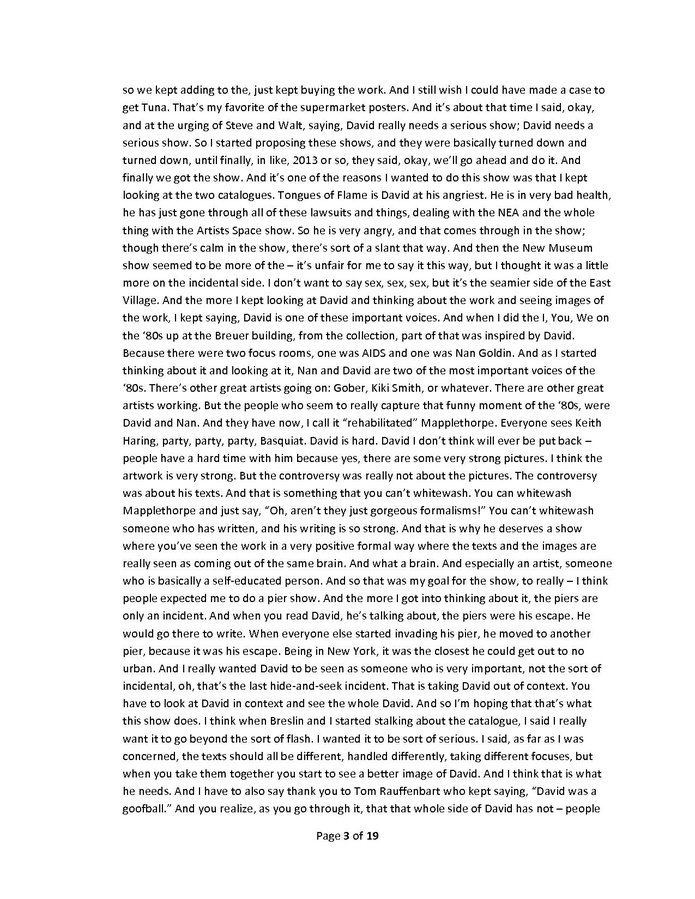 so we kept adding to the, just kept buying the work. And I still wish I could have made a case to
get Tuna. That's my favorite of the supermarket posters. And it's about that time I said, okay,
and at the urging of Steve and Walt, saying, David really needs a serious show; David needs a
serious show. So I started proposing these shows, and they were basically turned down and
turned down, until finally, in like, 2013 or so, they said, okay, we'll go ahead and do it. And
finally we got the show. And it's one of the reasons I wanted to do this show was that I kept
looking at the two catalogues. Tongues of Flame is David at his angriest. He is in very bad health,
he has just gone through all of these lawsuits and things, dealing with the NEA and the whole
thing with the Artists Space show. So he is very angry, and that comes through in the show;
though there's calm in the show, there's sort of a slant that way. And then the New Museum
show seemed to be more of the – it's unfair for me to say it this way, but I thought it was a little
more on the incidental side. I don't want to say sex, sex, sex, but it's the seamier side of the East
Village. And the more I kept looking at David and thinking about the work and seeing images of
the work, I kept saying, David is one of these important voices. And when I did the I, You, We on
the '80s up at the Breuer building, from the collection, part of that was inspired by David.
Because there were two focus rooms, one was AIDS and one was Nan Goldin. And as I started
thinking about it and looking at it, Nan and David are two of the most important voices of the
'80s. There's other great artists going on: Gober, Kiki Smith, or whatever. There are other great
artists working. But the people who seem to really capture that funny moment of the '80s, were
David and Nan. And they have now, I call it "rehabilitated" Mapplethorpe. Everyone sees Keith
Haring, party, party, party, Basquiat. David is hard. David I don't think will ever be put back –
people have a hard time with him because yes, there are some very strong pictures. I think the
artwork is very strong. But the controversy was really not about the pictures. The controversy
was about his texts. And that is something that you can't whitewash. You can whitewash
Mapplethorpe and just say, "Oh, aren't they just gorgeous formalisms!" You can't whitewash
someone who has written, and his writing is so strong. And that is why he deserves a show
where you've seen the work in a very positive formal way where the texts and the images are
really seen as coming out of the same brain. And what a brain. And especially an artist, someone
who is basically a self-educated person. And so that was my goal for the show, to really – I think
people expected me to do a pier show. And the more I got into thinking about it, the piers are
only an incident. And when you read David, he's talking about, the piers were his escape. He
would go there to write. When everyone else started invading his pier, he moved to another
pier, because it was his escape. Being in New York, it was the closest he could get out to no
urban. And I really wanted David to be seen as someone who is very important, not the sort of
incidental, oh, that's the last hide-and-seek incident. That is taking David out of context. You
have to look at David in context and see the whole David. And so I'm hoping that that's what
this show does. I think when Breslin and I started stalking about the catalogue, I said I really
want it to go beyond the sort of flash. I wanted it to be sort of serious. I said, as far as I was
concerned, the texts should all be different, handled differently, taking different focuses, but
when you take them together you start to see a better image of David. And I think that is what
he needs. And I have to also say thank you to Tom Rauffenbart who kept saying, "David was a
goofball." And you realize, as you go through it, that that whole side of David has not – people
Page 3 of 19